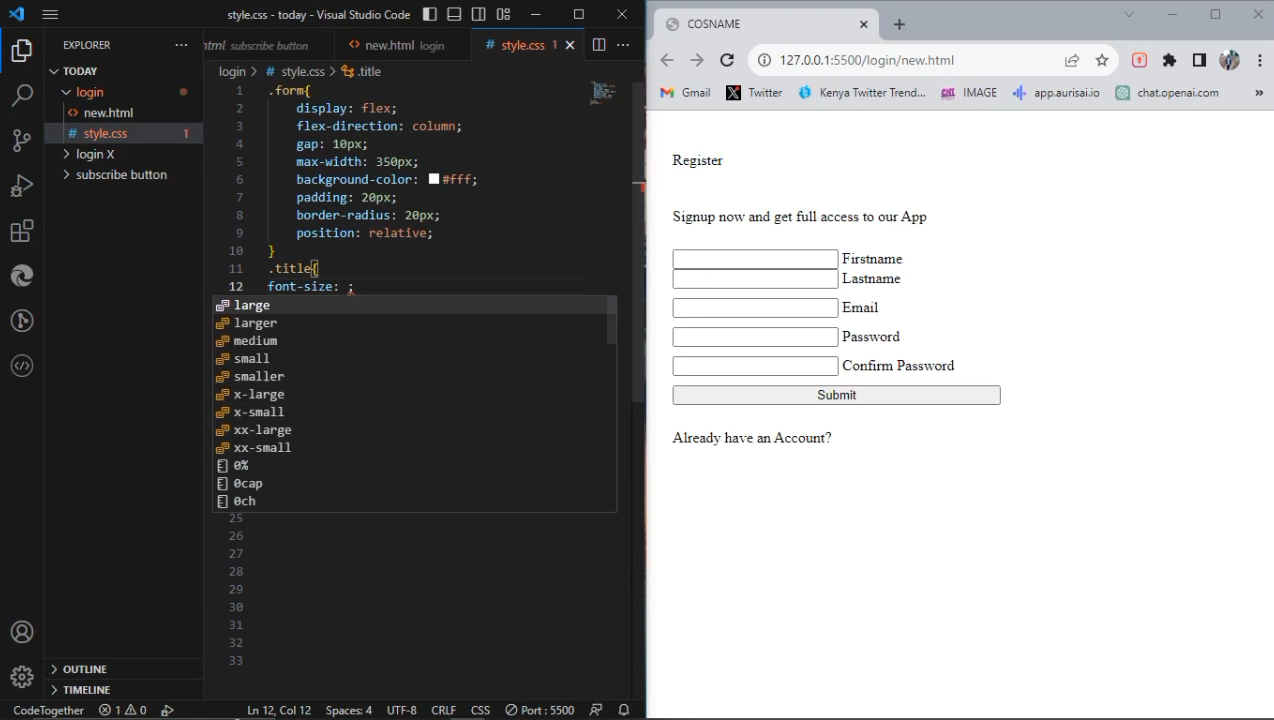 style.css - today - Visual Studio Code
EXPLORER
TODAY
login
new.html
style.css 1
login X
subscribe button
OUTLINE
TIMELINE
html subscribe button
new.html login
style.css 1
login > style.css > .title
1 .form{
2 display: flex;
3 flex-direction: column;
4 gap: 10px;
5 max-width: 350px;
6 background-color: #fff;
7 padding: 20px;
8 border-radius: 20px;
9 position: relative;
10 }
11 .title{
12 font-size: ;
large
larger
medium
small
smaller
x-large
x-small
xx-large
xx-small
0%
0cap
0ch
25
26
27
28
29
30
31
32
33
CodeTogether 1 0 Ln 12, Col 12 Spaces: 4 UTF-8 CRLF CSS Port : 5500
COSNAME
127.0.0.1:5500/login/new.html
Gmail Twitter Kenya Twitter Trend... IMAGE app.aurisai.io chat.openai.com »
Register
Signup now and get full access to our App
Firstname
Lastname
Email
Password
Confirm Password
Submit
Already have an Account?